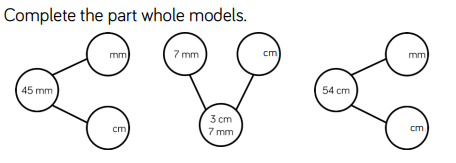 Complete the part whole models.
mm
7 mm
cm
mm
45 mm
54 cm
3 cm
7 mm
cm
cm